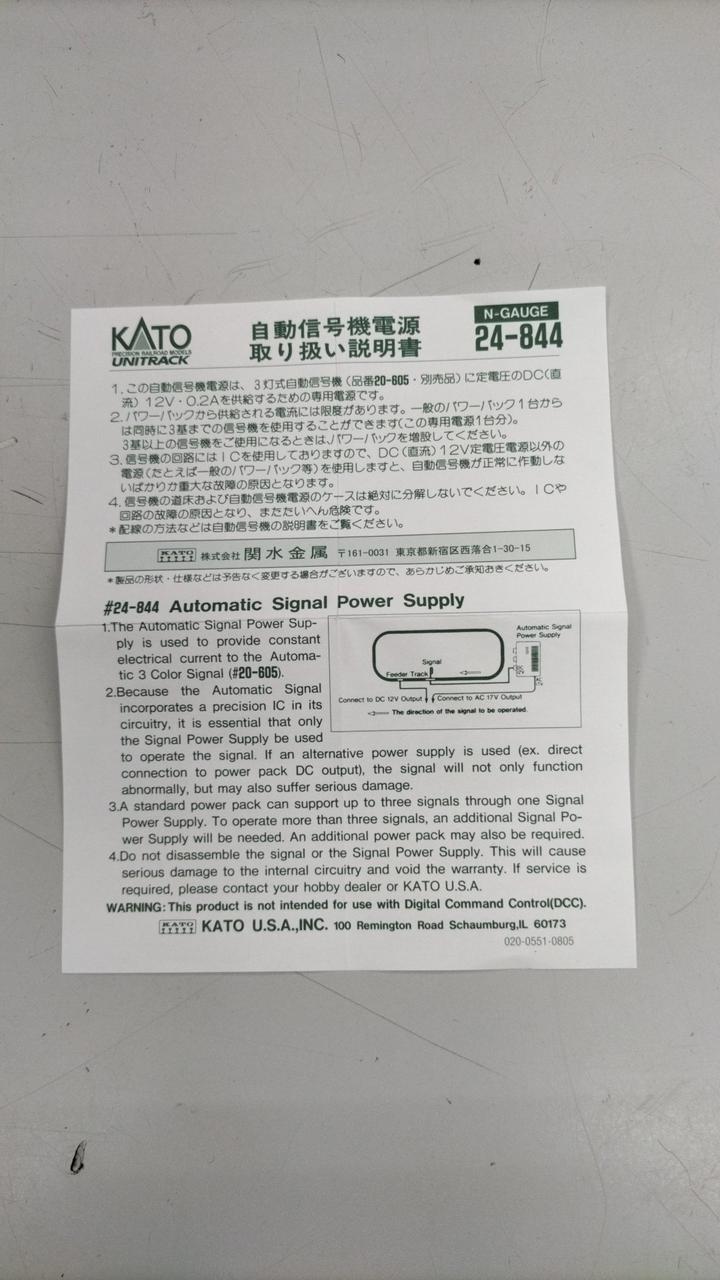 KATO
PRECISION RAILROAD MODELS
UNITRACK
自動信号機電源
取り扱い説明書
N-GAUGE
24-844
1. この自動信号機電源は、3灯式自動信号機（品番20-605・別売品）に定電圧のDC(直
流）12V・0.2Aを供給するための専用電源です。
2. パワーパックから供給される電流には限度があります。一般のパワーパック1台から
は同時に3基までの信号機を使用することができます(この専用電源1台分)。
3基以上の信号機をご使用になるときは、パワーパックを増設してください。
3. 信号機の回路にはICを使用しておりますので、DC(直流)12V定電圧電源以外の
電源(たとえば一般のパワーパック等)を使用しますと、自動信号機が正常に作動しな
いばかりか重大な故障の原因となります。
4. 信号機の道床および自動信号機電源のケースは絶対に分解しないでください。ICや
回路の故障の原因となり、またたいへん危険です。
＊配線の方法などは自動信号機の説明書をご覧ください。
KATO 株式会社 関水金属 〒161-0031 東京都新宿区西落合1-30-15
＊製品の形状・仕様などは予告なく変更する場合がございますので、あらかじめご承知おきください。
#24-844 Automatic Signal Power Supply
1.The Automatic Signal Power Sup-
ply is used to provide constant
electrical current to the Automa-
tic 3 Color Signal (#20-605).
2.Because the Automatic Signal
incorporates a precision IC in its
circuitry, it is essential that only
the Signal Power Supply be used
to operate the signal. If an alternative power supply is used (ex. direct
connection to power pack DC output), the signal will not only function
abnormally, but may also suffer serious damage.
Automatic Signal
Power Supply
Signal
Feeder Track
Connect to DC 12V Output
Connect to AC 17V Output
The direction of the signal to be operated.
3.A standard power pack can support up to three signals through one Signal
Power Supply. To operate more than three signals, an additional Signal Po-
wer Supply will be needed. An additional power pack may also be required.
4.Do not disassemble the signal or the Signal Power Supply. This will cause
serious damage to the internal circuitry and void the warranty. If service is
required, please contact your hobby dealer or KATO U.S.A.
WARNING: This product is not intended for use with Digital Command Control(DCC).
KATO KATO U.S.A.,INC. 100 Remington Road Schaumburg,IL 60173
020-0551-0805